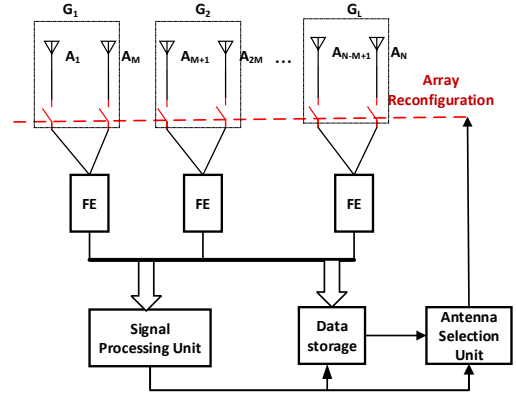 G1 G2 GL
A1 AM AM+1 A2M ... AN-M+1 AN
Array
Reconfiguration
FE FE FE
Signal
Processing Unit
Data
storage
Antenna
Selection
Unit